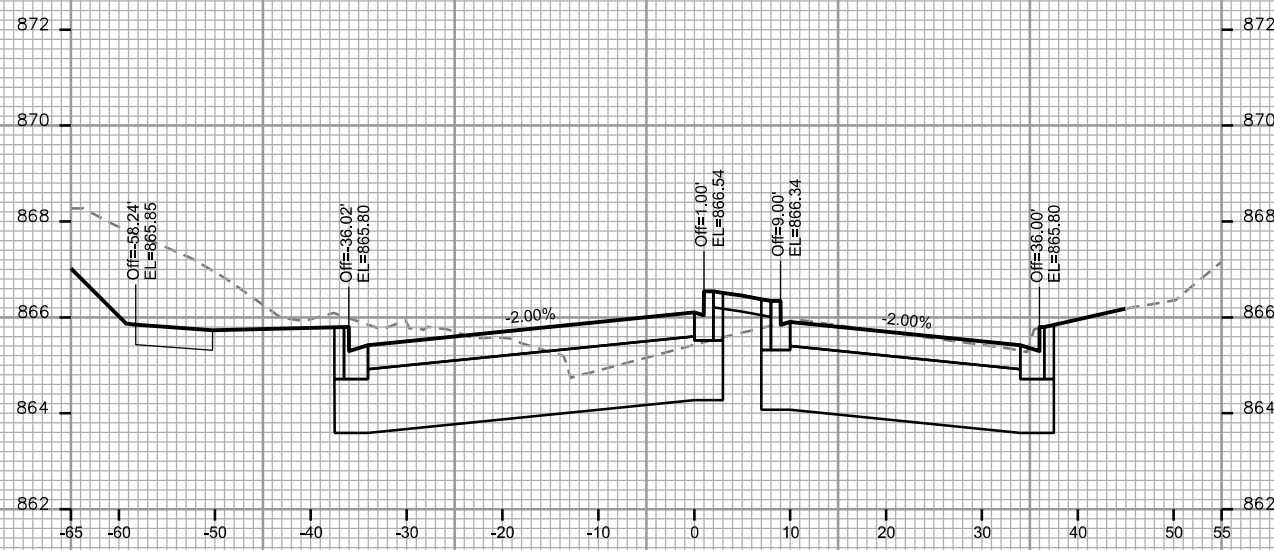 872
872
870
870
Off=-58.24'
EL=865.85
Off=-36.02'
EL=865.80
Off=1.00'
EL=866.54
Off=9.00'
EL=866.34
Off=36.00'
EL=865.80
868
868
866
866
-2.00%
-2.00%
864
864
862
862
-65
-60
-50
-40
-30
-20
-10
0
10
20
30
40
50
55